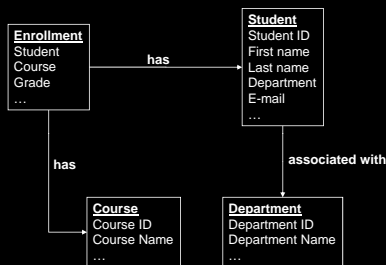 Enrollment
Student
Course
Grade
...
has
Student
Student ID
First name
Last name
Department
E-mail
...
has
associated with
Course
Course ID
Course Name
...
Department
Department ID
Department Name
...